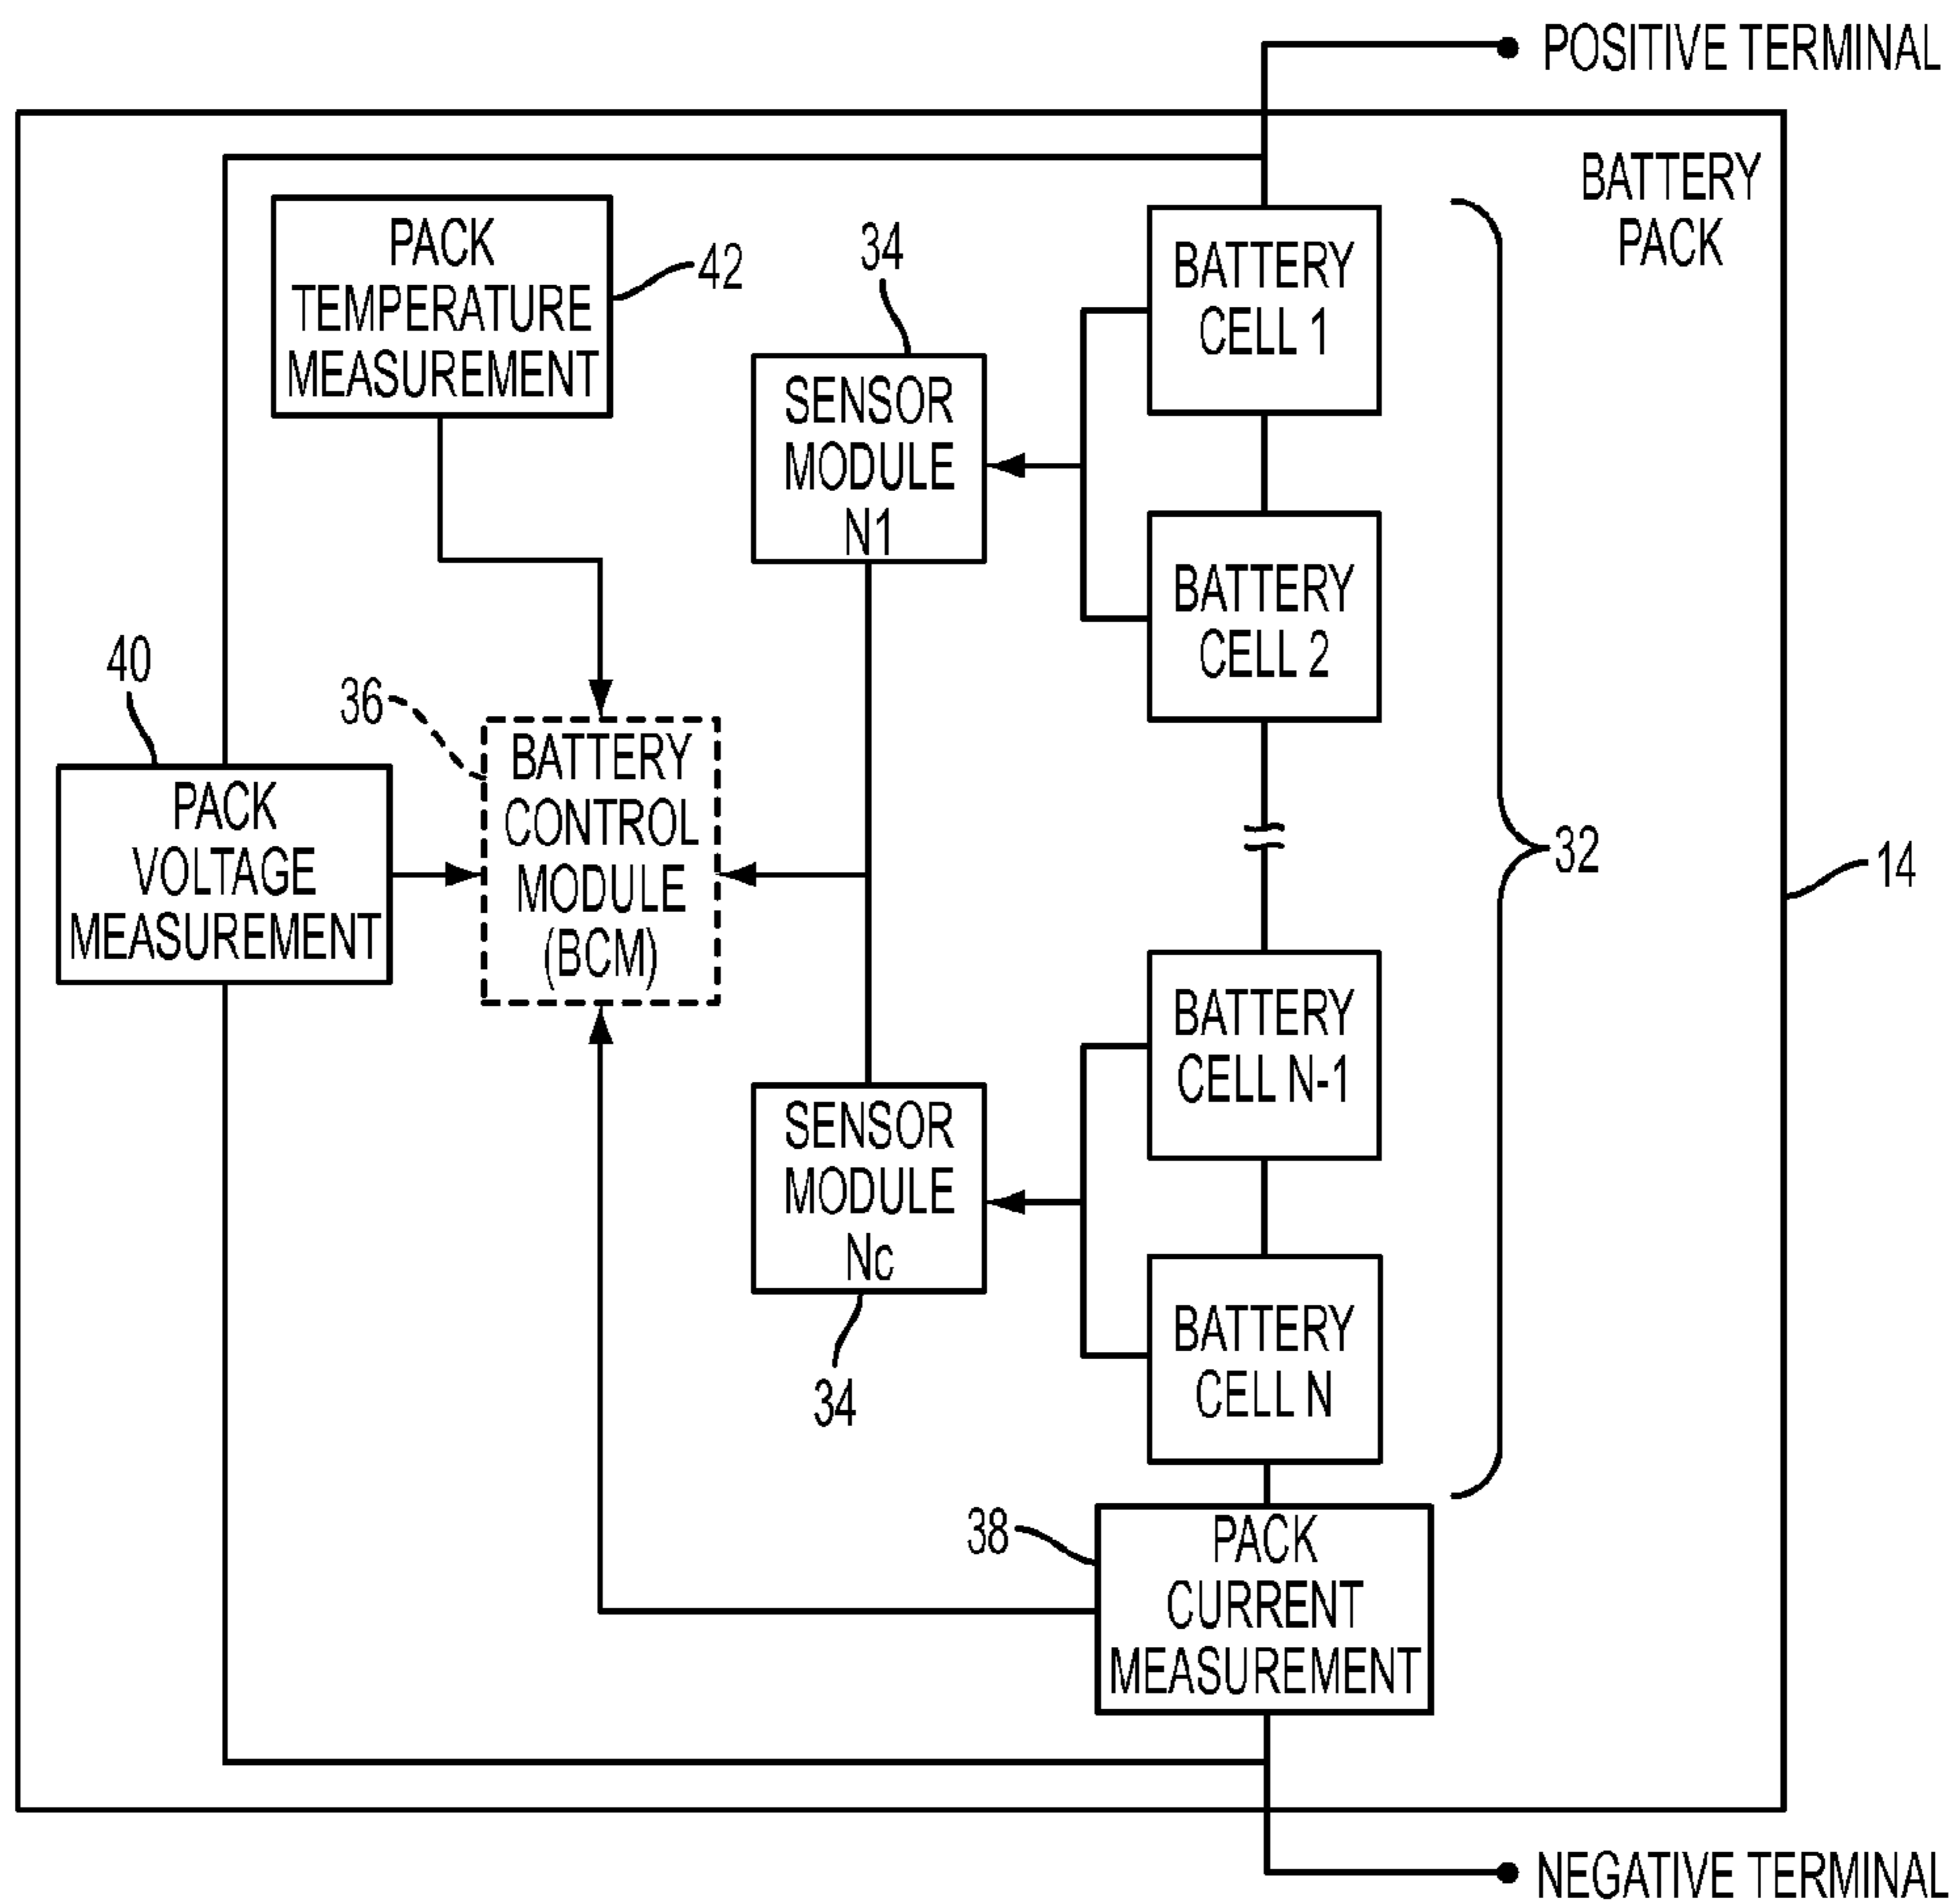 POSITIVE TERMINAL
BATTERY
PACK
PACK
TEMPERATURE
MEASUREMENT
42
34
SENSOR
MODULE
N1
BATTERY
CELL 1
BATTERY
CELL 2
40
36
PACK
VOLTAGE
MEASUREMENT
BATTERY
CONTROL
MODULE
(BCM)
32
14
BATTERY
CELL N-1
SENSOR
MODULE
Nc
34
BATTERY
CELL N
38
PACK
CURRENT
MEASUREMENT
NEGATIVE TERMINAL